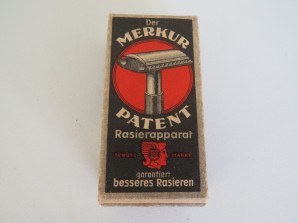 Der
MERKUR
PATENT
Rasierapparat
SCHUTZ MARKE
garantiert
besseres Rasieren